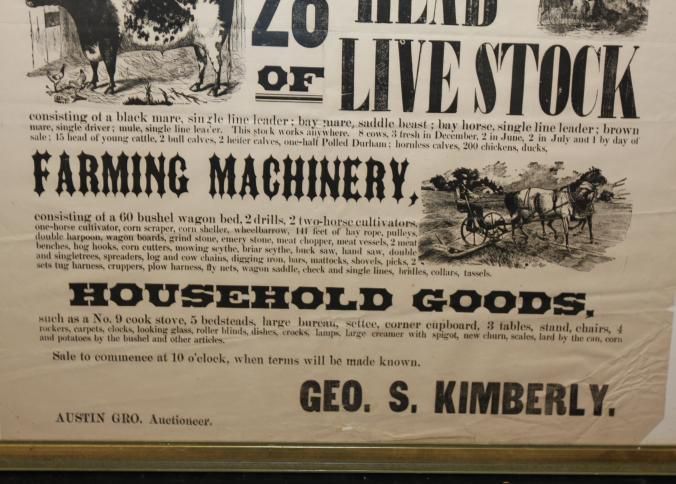 28 HEAD
OF LIVE STOCK
consisting of a black mare, single line leader; bay mare, saddle beast; bay horse, single line leader; brown
mare, single driver; mule, single line leader. This stock works anywhere. 8 cows, 3 fresh in December, 2 in June, 2 in July and 1 by day of
sale; 15 head of young cattle, 2 bull calves, 2 heifer calves, one-half Polled Durham; hornless calves, 200 chickens, ducks,
FARMING MACHINERY,
consisting of a 60 bushel wagon bed, 2 drills, 2 two-horse cultivators,
one-horse cultivator, corn scraper, corn sheller, wheelbarrow, 141 feet of hay rope, pulleys,
double harpoon, wagon boards, grind stone, emery stone, meat chopper, meat vessels, 2 meat
benches, hog hooks, corn cutters, mowing scythe, briar scythe, buck saw, hand saw, double
and singletrees, spreaders, log and cow chains, digging iron, bars, mattocks, shovels, picks, 2
sets tug harness, cruppers, plow harness, fly nets, wagon saddle, check and single lines, bridles, collars, tassels.
HOUSEHOLD GOODS,
such as a No. 9 cook stove, 5 bedsteads, large bureau, settee, corner cupboard, 3 tables, stand, chairs, 4
rockers, carpets, clocks, looking glass, roller blinds, dishes, crocks, lamps, large creamer with spigot, new churn, scales, lard by the can, corn
and potatoes by the bushel and other articles.
Sale to commence at 10 o'clock, when terms will be made known.
GEO. S. KIMBERLY.
AUSTIN GRO. Auctioneer.